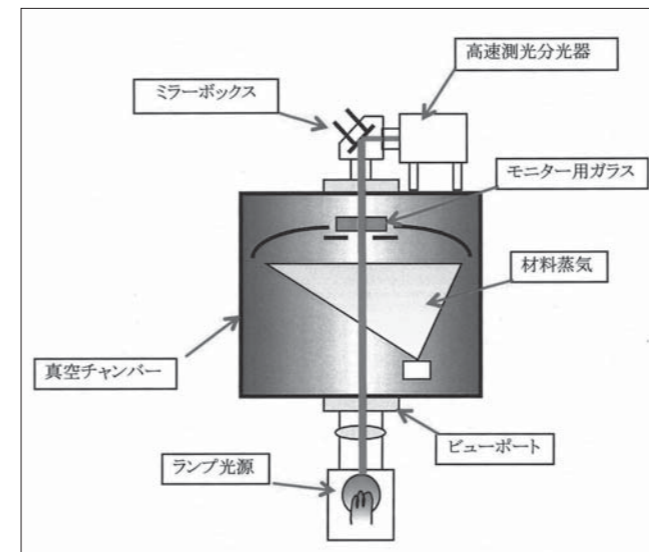 高速測光分光器
ミラーボックス
モニター用ガラス
材料蒸気
真空チャンバー
ビューポート
ランプ光源